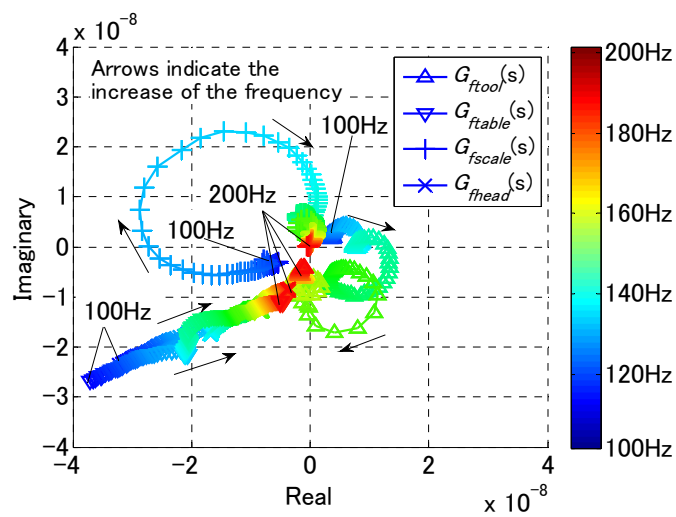 × 10⁻⁸
4
3
2
1
0
−1
−2
−3
−4
Imaginary
Arrows indicate the
increase of the frequency
G_ftool(s)
G_ftable(s)
G_fscale(s)
G_fhead(s)
100Hz
200Hz
100Hz
100Hz
−4
−2
0
2
4
Real
× 10⁻⁸
200Hz
180Hz
160Hz
140Hz
120Hz
100Hz